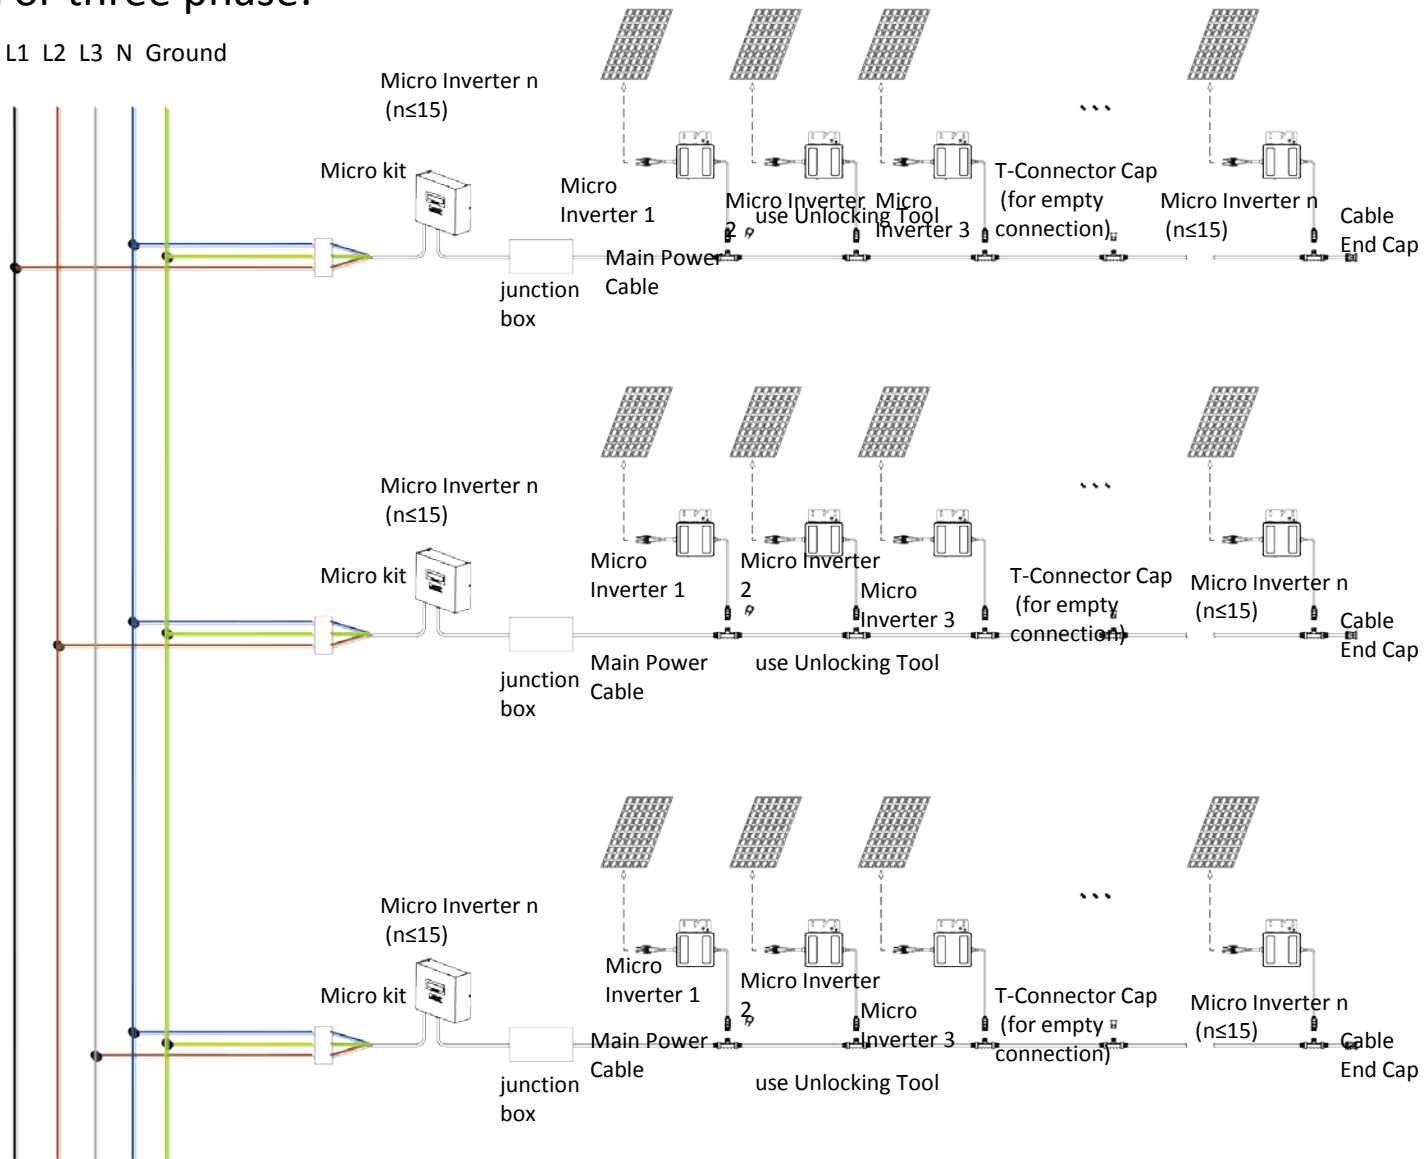 or three phase:
L1 L2 L3 N Ground
Micro Inverter n
(n≤15)
Micro kit
Micro
Inverter 1
Micro Inverter
2
use Unlocking Tool
Micro
Inverter 3
T-Connector Cap
(for empty
connection)
Micro Inverter n
(n≤15)
Cable
End Cap
Main Power
Cable
junction
box
Micro Inverter n
(n≤15)
Micro kit
Micro
Inverter 1
Micro Inverter
2
Micro
Inverter 3
T-Connector Cap
(for empty
connection)
Micro Inverter n
(n≤15)
Cable
End Cap
Main Power
Cable
use Unlocking Tool
junction
box
Micro Inverter n
(n≤15)
Micro kit
Micro
Inverter 1
Micro Inverter
2
Micro
Inverter 3
T-Connector Cap
(for empty
connection)
Micro Inverter n
(n≤15)
Cable
End Cap
Main Power
Cable
use Unlocking Tool
junction
box